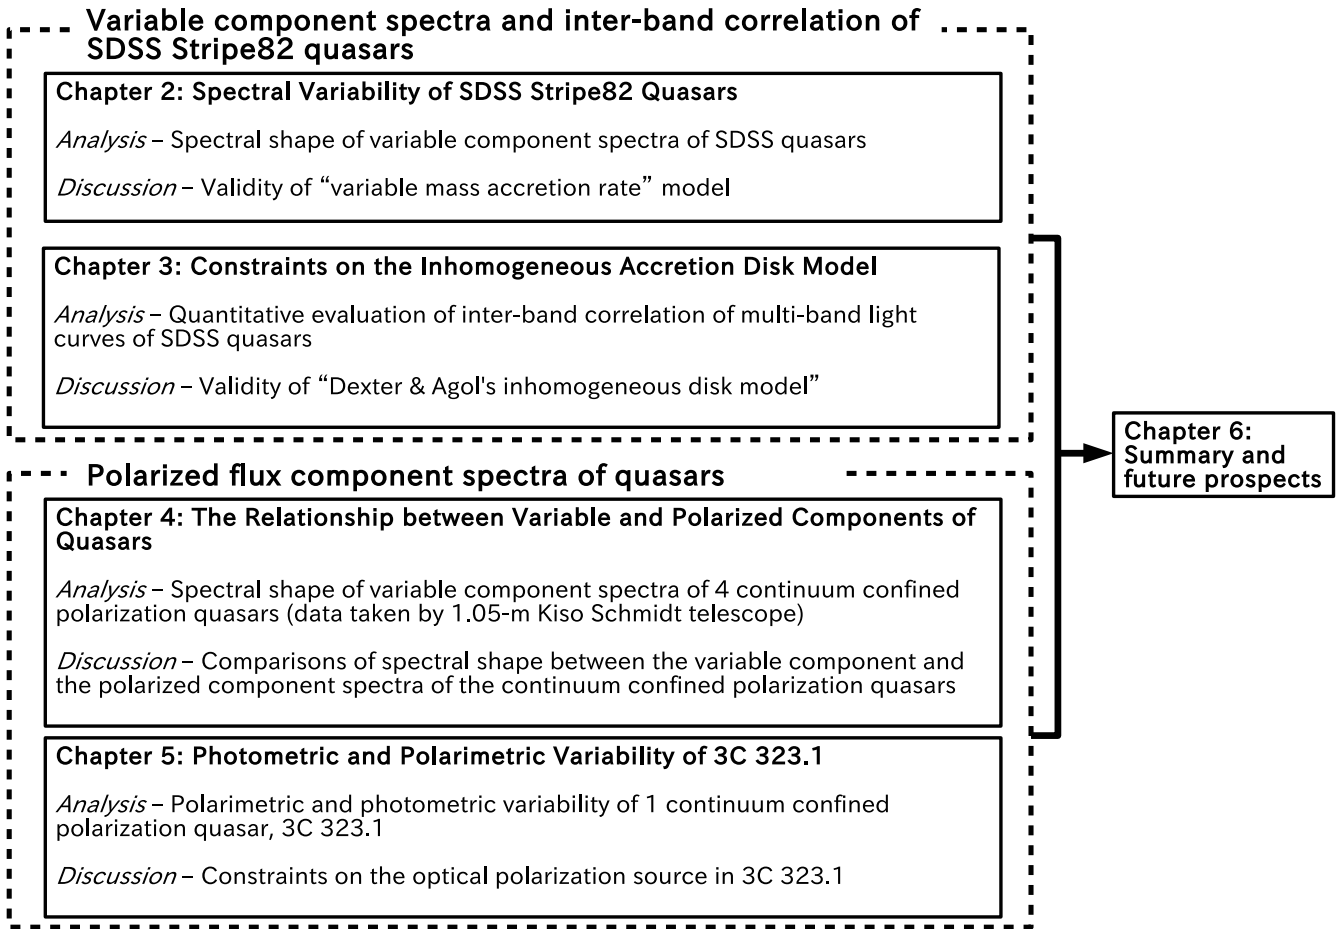 Variable component spectra and inter-band correlation of
SDSS Stripe82 quasars
Chapter 2: Spectral Variability of SDSS Stripe82 Quasars
Analysis – Spectral shape of variable component spectra of SDSS quasars
Discussion – Validity of “variable mass accretion rate” model
Chapter 3: Constraints on the Inhomogeneous Accretion Disk Model
Analysis – Quantitative evaluation of inter-band correlation of multi-band light
curves of SDSS quasars
Discussion – Validity of “Dexter & Agol's inhomogeneous disk model”
Polarized flux component spectra of quasars
Chapter 4: The Relationship between Variable and Polarized Components of
Quasars
Analysis – Spectral shape of variable component spectra of 4 continuum confined
polarization quasars (data taken by 1.05-m Kiso Schmidt telescope)
Discussion – Comparisons of spectral shape between the variable component and
the polarized component spectra of the continuum confined polarization quasars
Chapter 5: Photometric and Polarimetric Variability of 3C 323.1
Analysis – Polarimetric and photometric variability of 1 continuum confined
polarization quasar, 3C 323.1
Discussion – Constraints on the optical polarization source in 3C 323.1
Chapter 6:
Summary and
future prospects